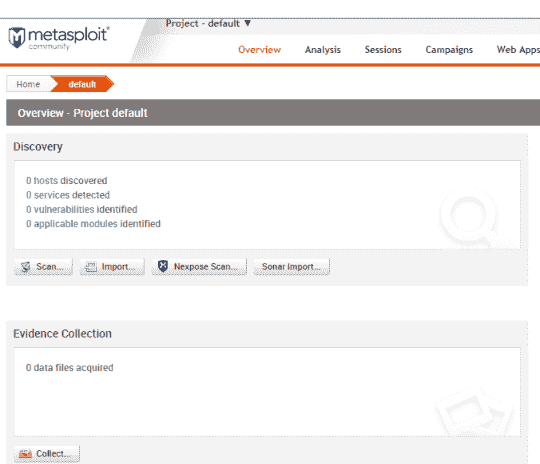 Project - default ▼
metasploit®
community
Overview Analysis Sessions Campaigns Web Apps
Home default
Overview - Project default
Discovery
0 hosts discovered
0 services detected
0 vulnerabilities identified
0 applicable modules identified
Scan... Import... Nexpose Scan... Sonar Import...
Evidence Collection
0 data files acquired
Collect...